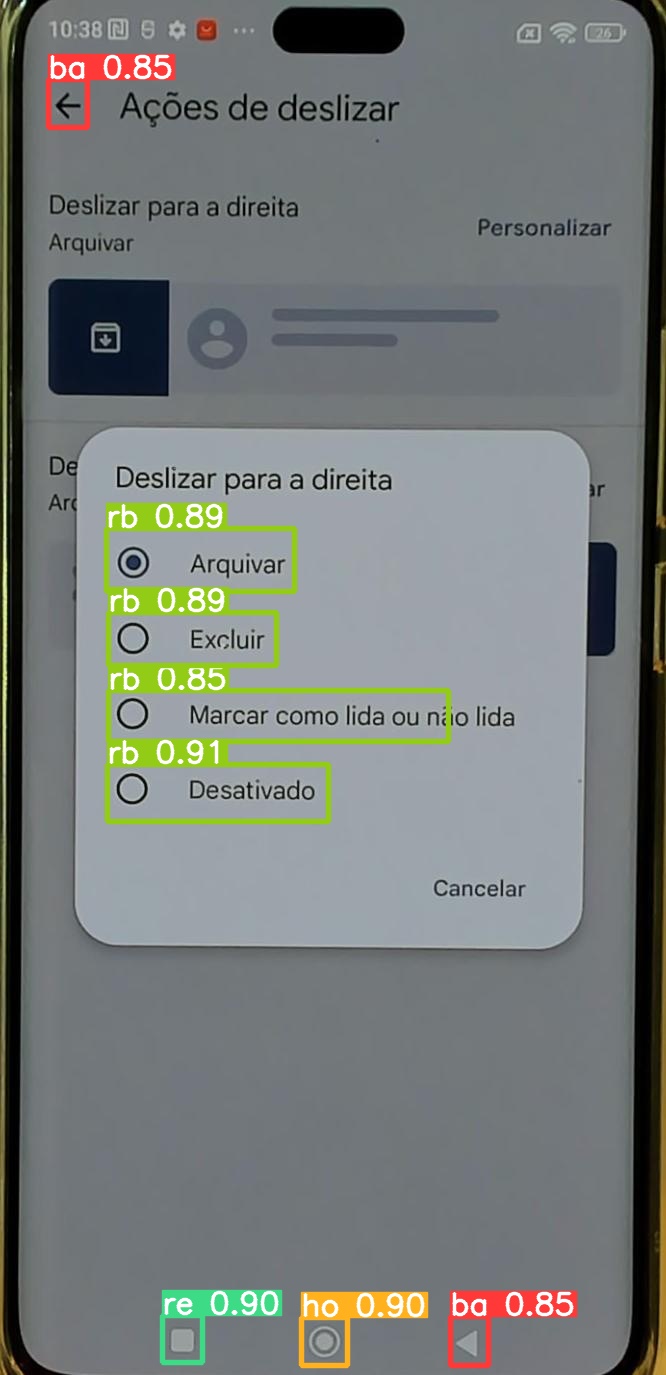 10:38
26
ba 0.85
Ações de deslizar
Deslizar para a direita
Arquivar
Personalizar
De
Arq
ar
Deslizar para a direita
rb 0.89
Arquivar
rb 0.89
Excluir
rb 0.85
Marcar como lida ou não lida
rb 0.91
Desativado
Cancelar
re 0.90
ho 0.90
ba 0.85